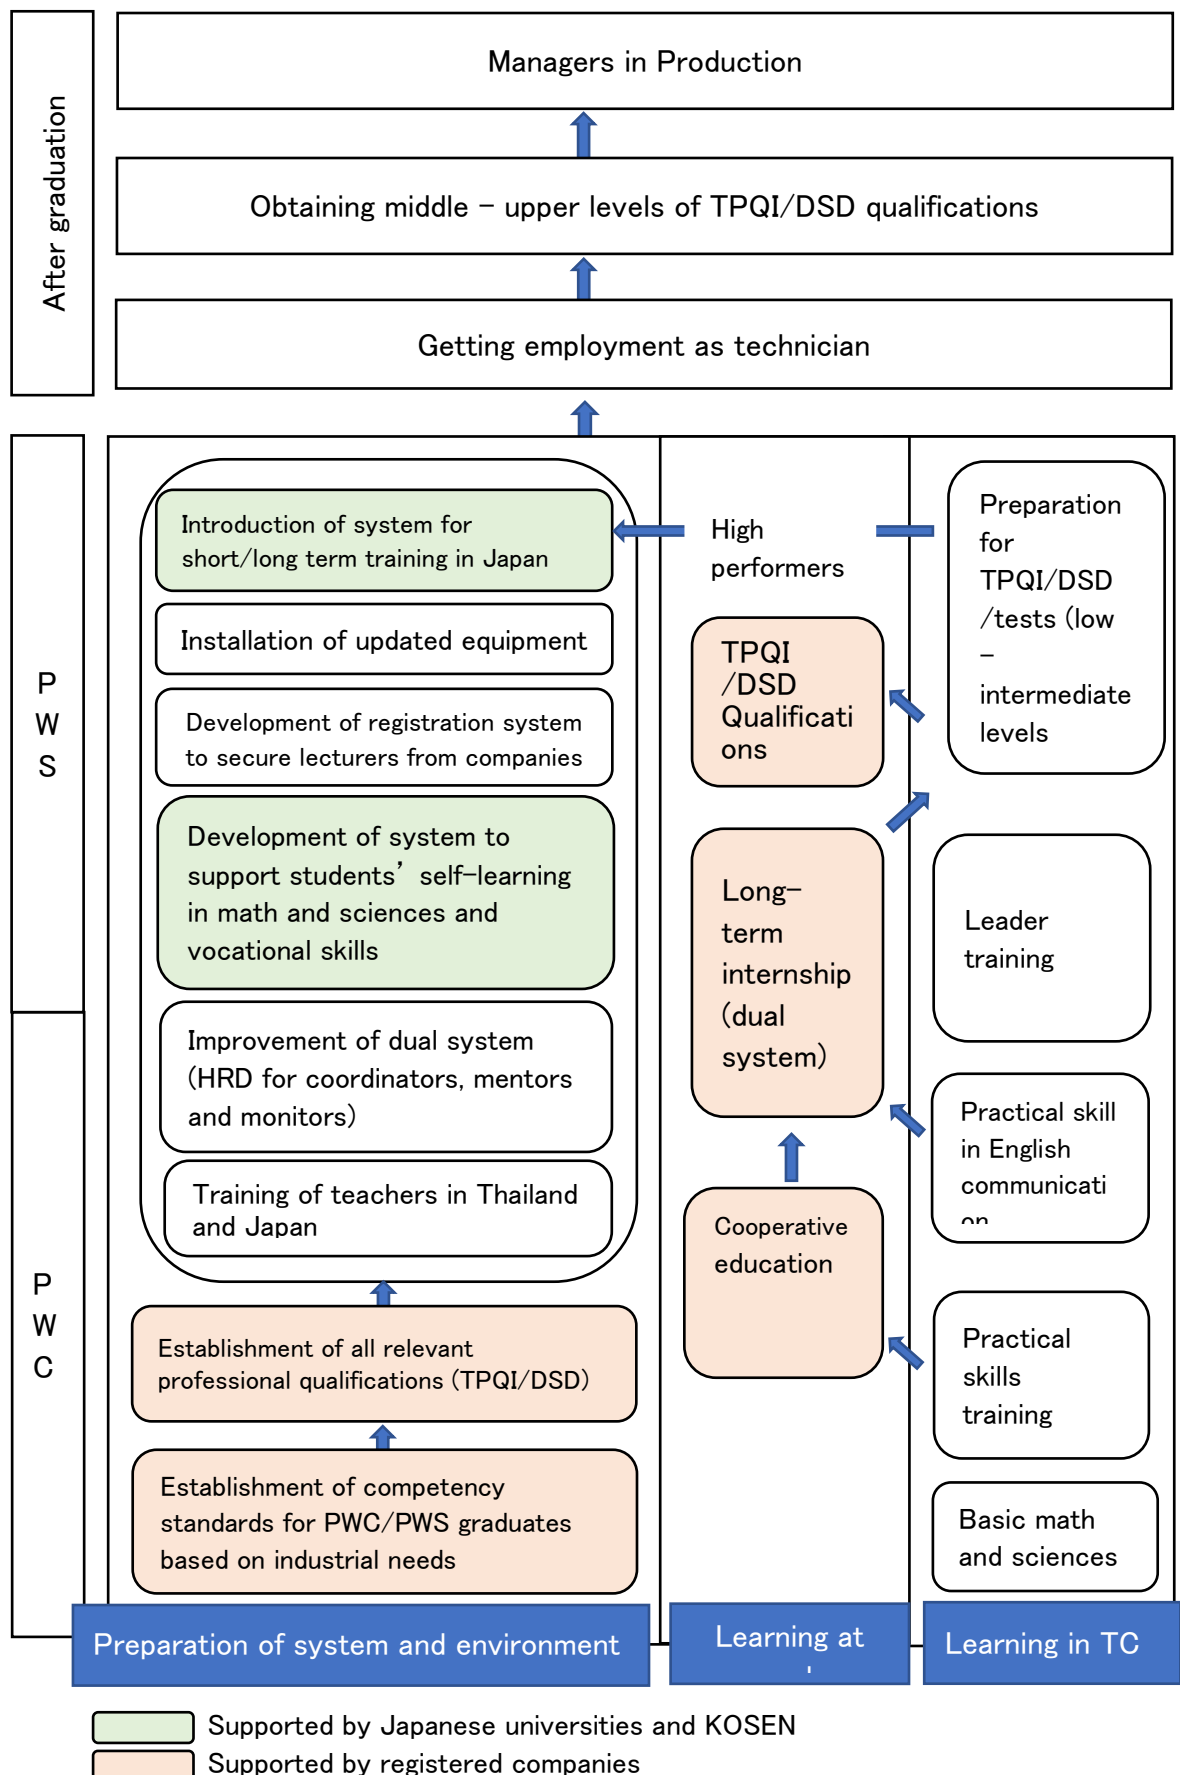 After graduation
Managers in Production
Obtaining middle – upper levels of TPQI/DSD qualifications
Getting employment as technician
P
W
S
P
W
C
Introduction of system for
short/long term training in Japan
Installation of updated equipment
Development of registration system
to secure lecturers from companies
Development of system to
support students’ self-learning
in math and sciences and
vocational skills
Improvement of dual system
(HRD for coordinators, mentors
and monitors)
Training of teachers in Thailand
and Japan
Establishment of all relevant
professional qualifications (TPQI/DSD)
Establishment of competency
standards for PWC/PWS graduates
based on industrial needs
Preparation of system and environment
High
performers
TPQI
/DSD
Qualificati
ons
Long-
term
internship
(dual
system)
Cooperative
education
Learning at
Preparation
for
TPQI/DSD
/tests (low
–
intermediate
levels
Leader
training
Practical skill
in English
communicati
on
Practical
skills
training
Basic math
and sciences
Learning in TC
Supported by Japanese universities and KOSEN
Supported by registered companies